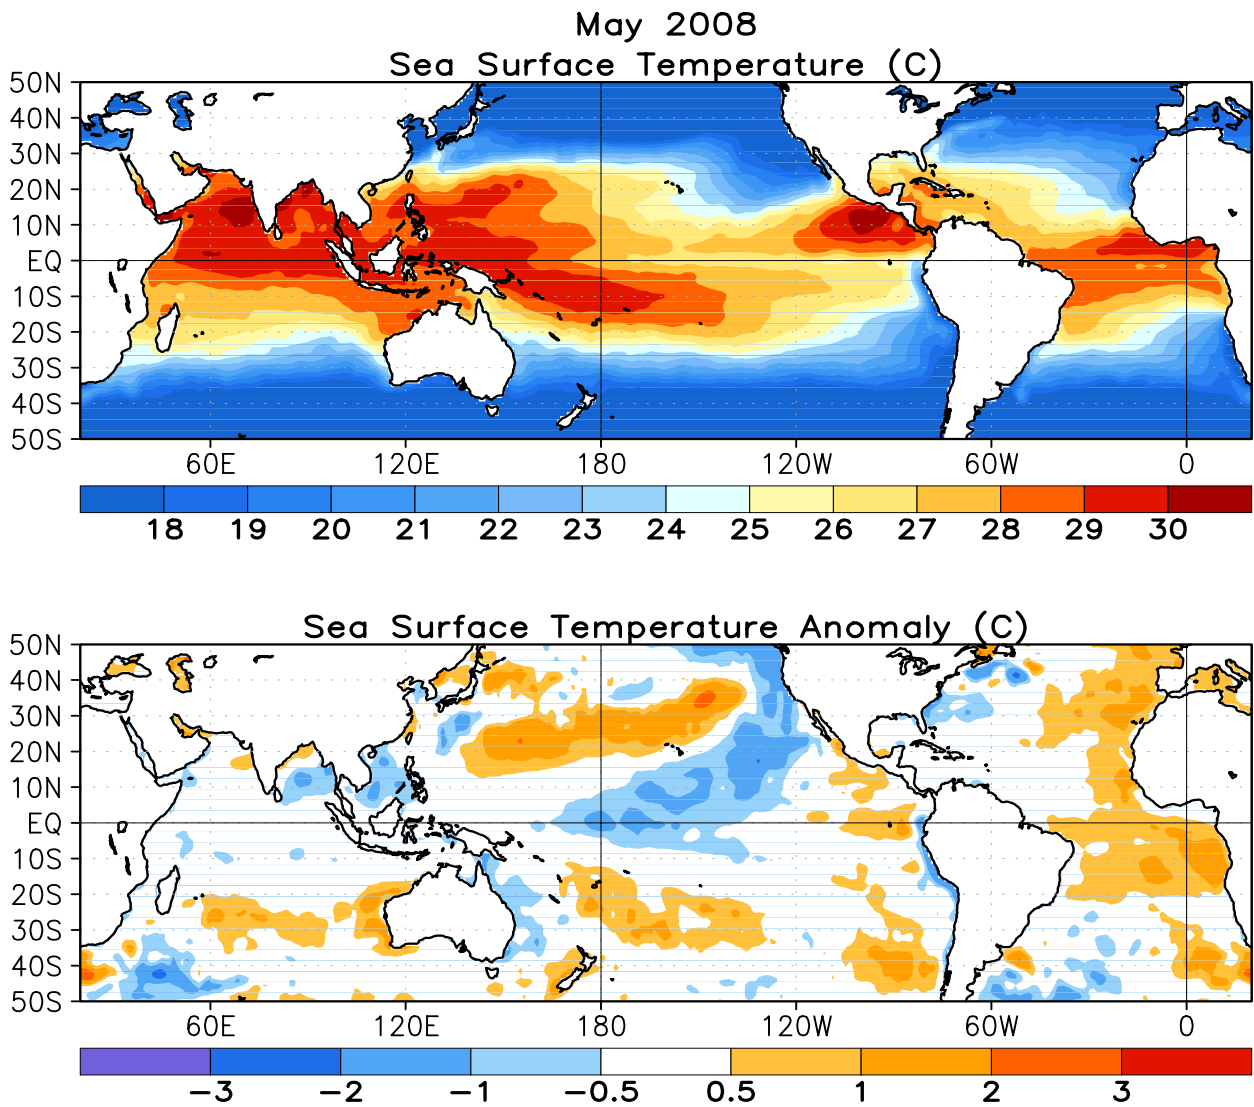 May 2008
Sea Surface Temperature (C)
50N
40N
30N
20N
10N
EQ
10S
20S
30S
40S
50S
60E 120E 180 120W 60W 0
18 19 20 21 22 23 24 25 26 27 28 29 30
Sea Surface Temperature Anomaly (C)
50N
40N
30N
20N
10N
EQ
10S
20S
30S
40S
50S
60E 120E 180 120W 60W 0
−3 −2 −1 −0.5 0.5 1 2 3